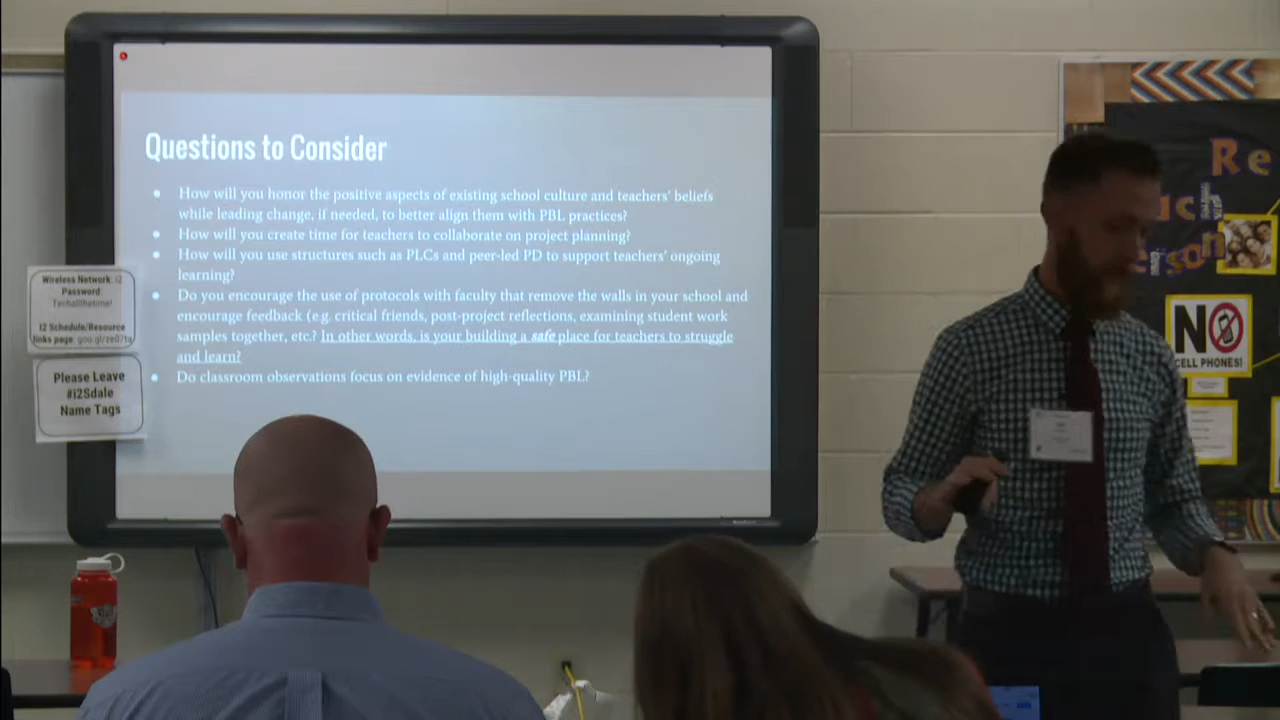 Questions to Consider
● How will you honor the positive aspects of existing school culture and teachers' beliefs
while leading change, if needed, to better align them with PBL practices?
● How will you create time for teachers to collaborate on project planning?
● How will you use structures such as PLCs and peer-led PD to support teachers' ongoing
learning?
● Do you encourage the use of protocols with faculty that remove the walls in your school and
encourage feedback (e.g. critical friends, post-project reflections, examining student work
samples together, etc.? In other words, is your building a safe place for teachers to struggle
and learn?
● Do classroom observations focus on evidence of high-quality PBL?
Wireless Network: i2
Password:
Techallthetime!
I2 Schedule/Resource
links page: goo.gl/ze07ta
Please Leave
#i2Sdale
Name Tags
Re
uc
son
NO
CELL PHONES!